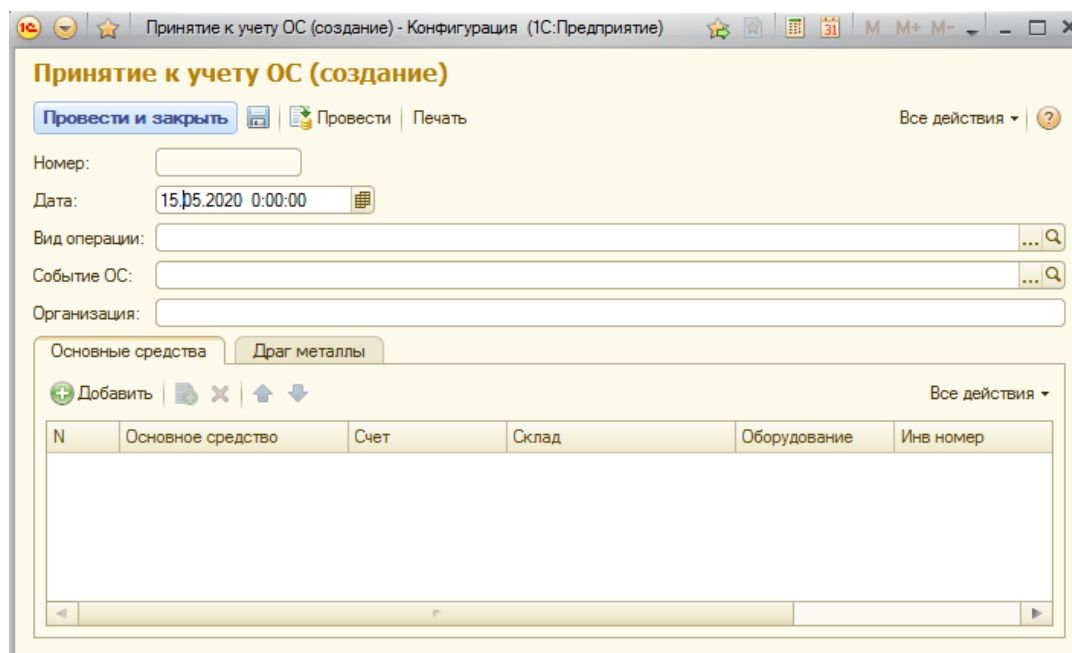 1С Принятие к учету ОС (создание) - Конфигурация (1С:Предприятие) 31 M M+ M-
Принятие к учету ОС (создание)
Провести и закрыть Провести Печать Все действия ?
Номер:
Дата: 15.05.2020 0:00:00
Вид операции: ...
Событие ОС: ...
Организация:
Основные средства Драг металлы
Добавить Все действия
N Основное средство Счет Склад Оборудование Инв номер